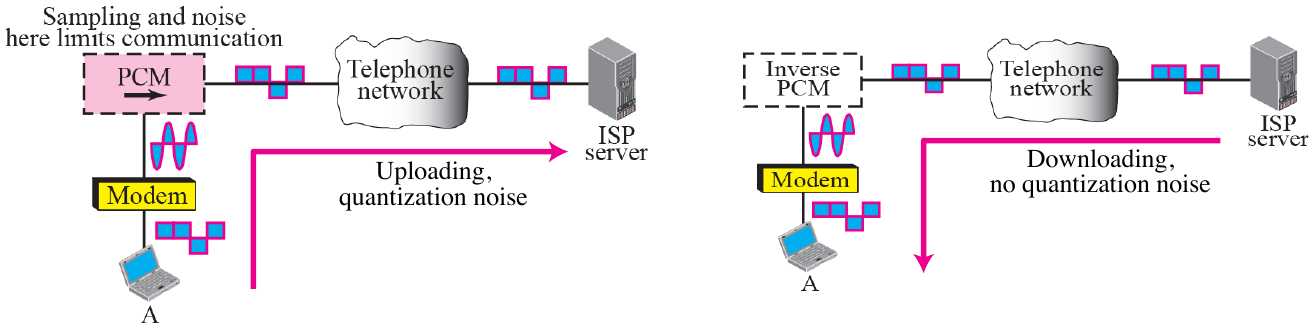 Sampling and noise
here limits communication
PCM
Telephone
network
ISP
server
Uploading,
quantization noise
Modem
A
Inverse
PCM
Telephone
network
ISP
server
Downloading,
no quantization noise
Modem
A